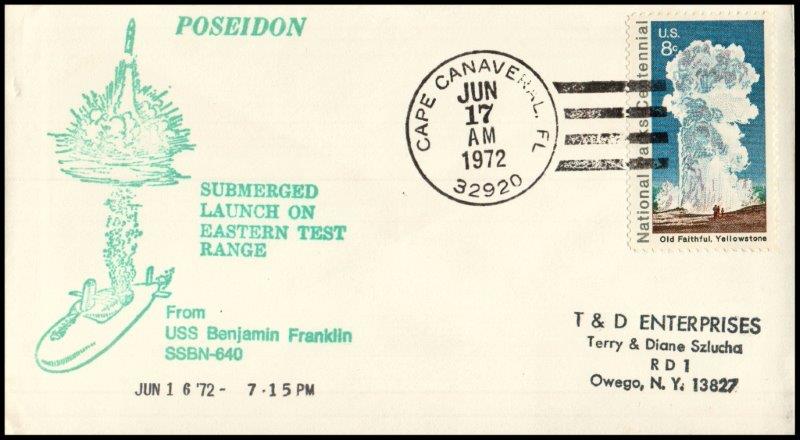 POSEIDON
SUBMERGED
LAUNCH ON
EASTERN TEST
RANGE
From
USS Benjamin Franklin
SSBN-640
JUN 1 6 '72 - 7.15 PM
CAPE CANAVERAL, FL
JUN
17
AM
1972
32920
National Parks Centennial
U.S.
8c
Old Faithful, Yellowstone
T & D ENTERPRISES
Terry & Diane Szlucha
R D 1
Owego, N.Y. 13827